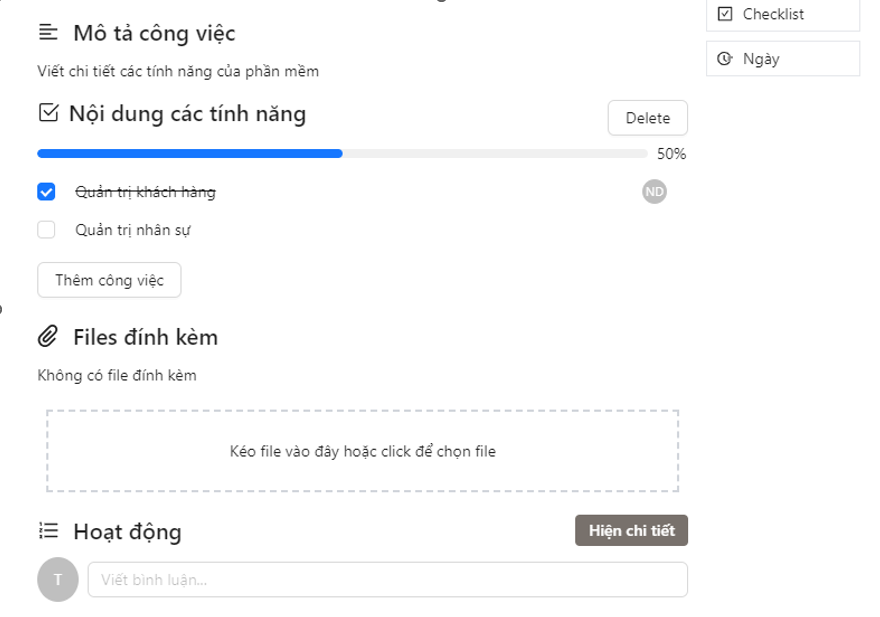 Mô tả công việc
Viết chi tiết các tính năng của phần mềm
Nội dung các tính năng
Delete
50%
Quản trị khách hàng
ND
Quản trị nhân sự
Thêm công việc
Files đính kèm
Không có file đính kèm
Kéo file vào đây hoặc click để chọn file
Hoạt động
Hiện chi tiết
T
Viết bình luận...
Checklist
Ngày